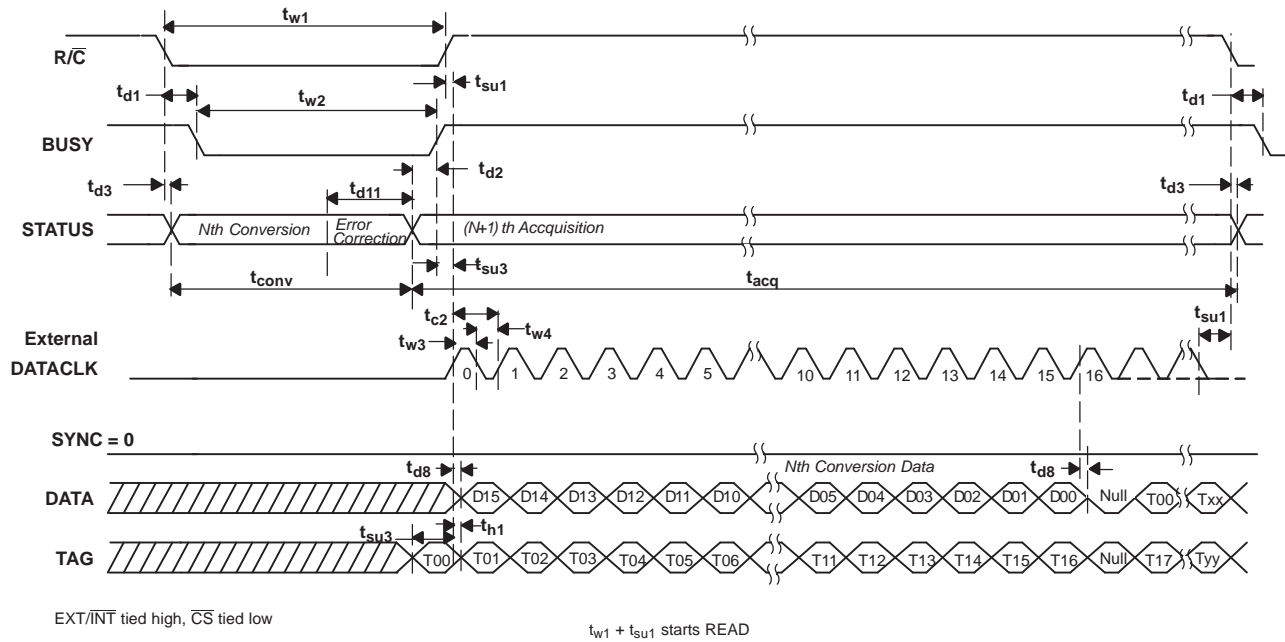 tw1
R/C
tsu1
td1
tw2
td1
BUSY
td2
td3
td11
td3
STATUS
Nth Conversion
Error Correction
(N+1) th Accquisition
tsu3
tconv
tacq
tc2
tsu1
External
tw3
tw4
DATACLK
0 1 2 3 4 5 10 11 12 13 14 15 16
SYNC = 0
td8
Nth Conversion Data
td8
DATA
D15 D14 D13 D12 D11 D10 D05 D04 D03 D02 D01 D00 Null T00 Txx
tsu3
th1
TAG
T00 T01 T02 T03 T04 T05 T06 T11 T12 T13 T14 T15 T16 Null T17 Tyy
EXT/INT tied high, CS tied low
tw1 + tsu1 starts READ